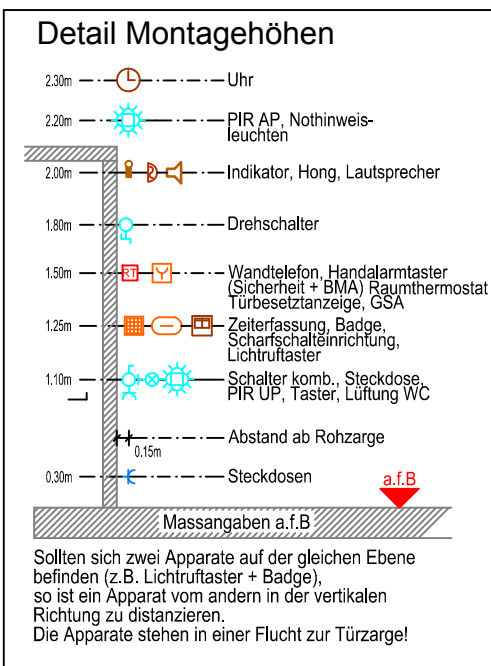 Detail Montagehöhen
2.30m Uhr
2.20m PIR AP, Nothinweis-
leuchten
2.00m Indikator, Hong, Lautsprecher
1.80m Drehschalter
1.50m RT Wandtelefon, Handalarmtaster
(Sicherheit + BMA) Raumthermostat
Türbesetztanzeige, GSA
1.25m Zeiterfassung, Badge,
Scharfschalteinrichtung,
Lichtruftaster
1.10m Schalter komb., Steckdose,
PIR UP, Taster, Lüftung WC
Abstand ab Rohzarge
0.15m
0.30m Steckdosen
a.f.B
Massangaben a.f.B
Sollten sich zwei Apparate auf der gleichen Ebene
befinden (z.B. Lichtruftaster + Badge),
so ist ein Apparat vom andern in der vertikalen
Richtung zu distanzieren.
Die Apparate stehen in einer Flucht zur Türzarge!